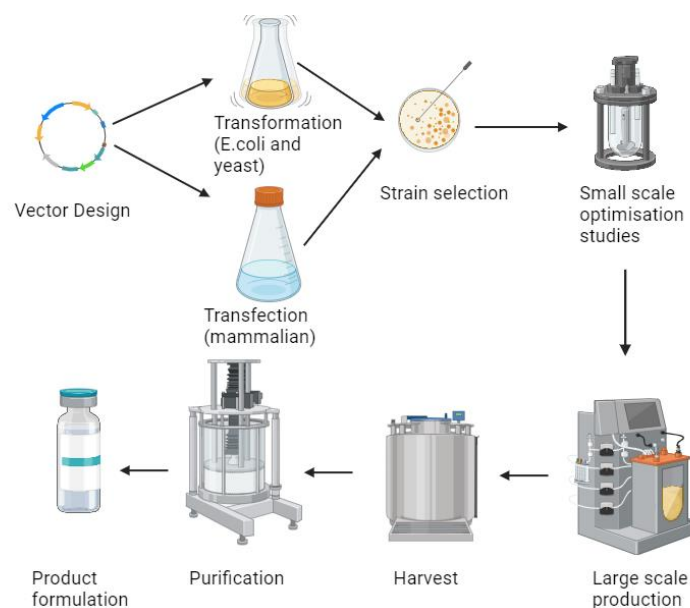 Vector Design
Transformation
(E.coli and
yeast)
Transfection
(mammalian)
Strain selection
Small scale
optimisation
studies
Product
formulation
Purification
Harvest
Large scale
production